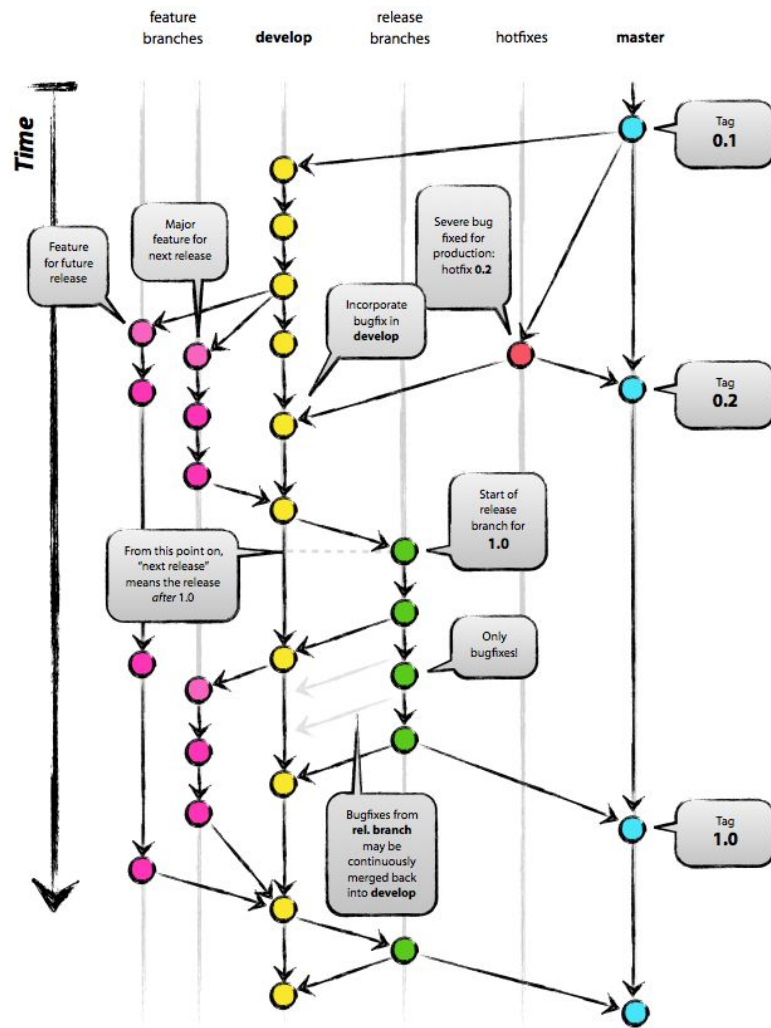 feature
branches
develop
release
branches
hotfixes
master
Time
Tag
0.1
Feature
for future
release
Major
feature for
next release
Severe bug
fixed for
production:
hotfix 0.2
Incorporate
bugfix in
develop
Tag
0.2
Start of
release
branch for
1.0
From this point on,
“next release”
means the release
after 1.0
Only
bugfixes!
Bugfixes from
rel. branch
may be
continuously
merged back
into develop
Tag
1.0